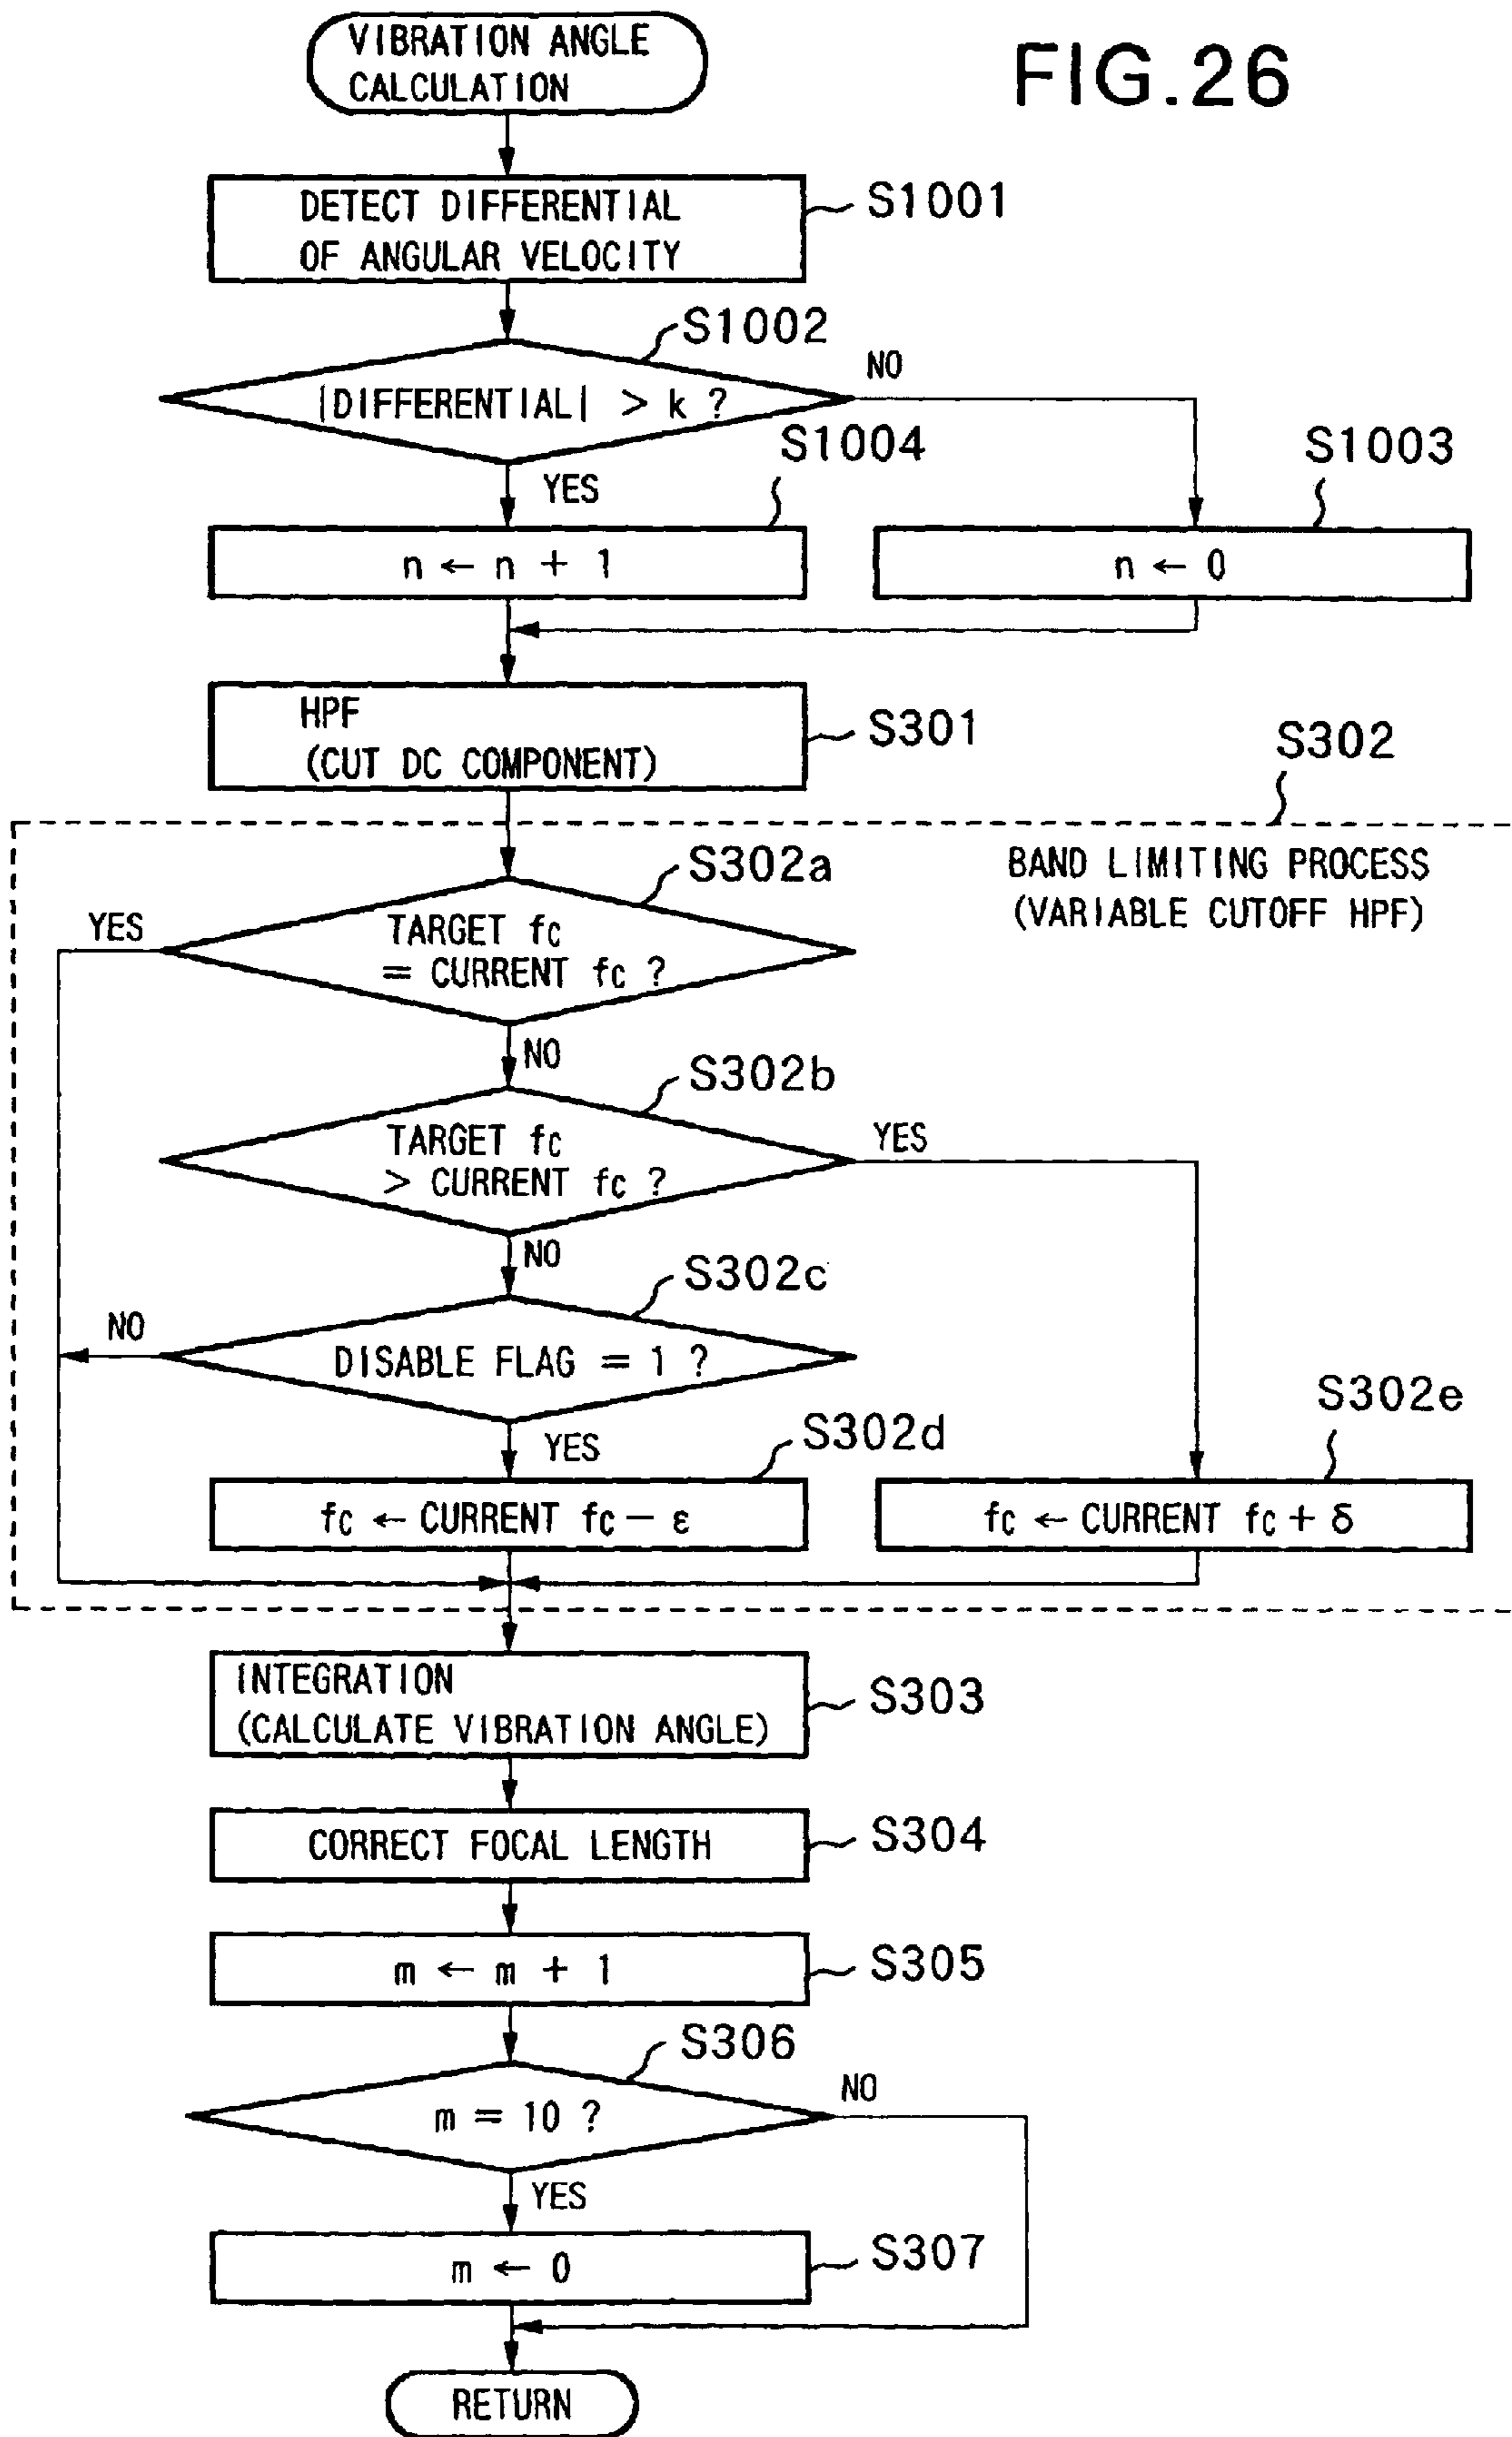 VIBRATION ANGLE
CALCULATION
FIG.26
DETECT DIFFERENTIAL
OF ANGULAR VELOCITY
S1001
S1002
|DIFFERENTIAL| > k ?
NO
YES
S1004
S1003
n ← n + 1
n ← 0
HPF
(CUT DC COMPONENT)
S301
S302
BAND LIMITING PROCESS
(VARIABLE CUTOFF HPF)
S302a
YES
TARGET fc
= CURRENT fc ?
NO
S302b
TARGET fc
> CURRENT fc ?
YES
NO
S302c
NO
DISABLE FLAG = 1 ?
YES
S302d
S302e
fc ← CURRENT fc − ε
fc ← CURRENT fc + δ
INTEGRATION
(CALCULATE VIBRATION ANGLE)
S303
CORRECT FOCAL LENGTH
S304
m ← m + 1
S305
S306
m = 10 ?
NO
YES
m ← 0
S307
RETURN